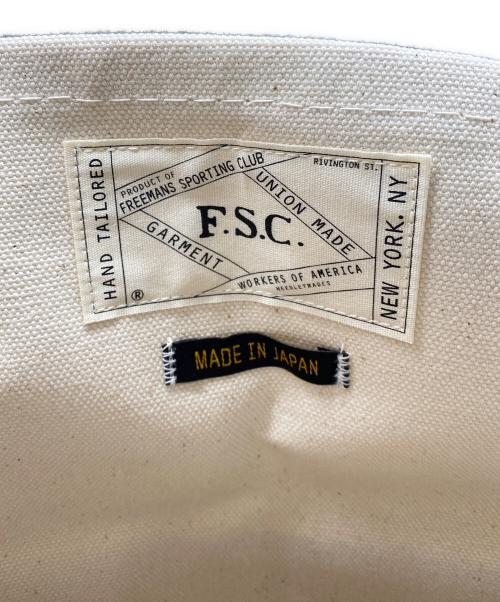 HAND TAILORED
PRODUCT OF
FREEMANS SPORTING CLUB
RIVINGTON ST.
UNION MADE
F.S.C.
GARMENT
WORKERS OF AMERICA
®
NEW YORK. NY
MADE IN JAPAN